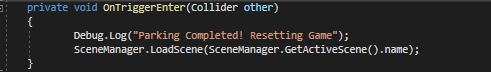 private void OnTriggerEnter(Collider other)
{
Debug.Log("Parking Completed! Resetting Game");
SceneManager.LoadScene(SceneManager.GetActiveScene().name);
}